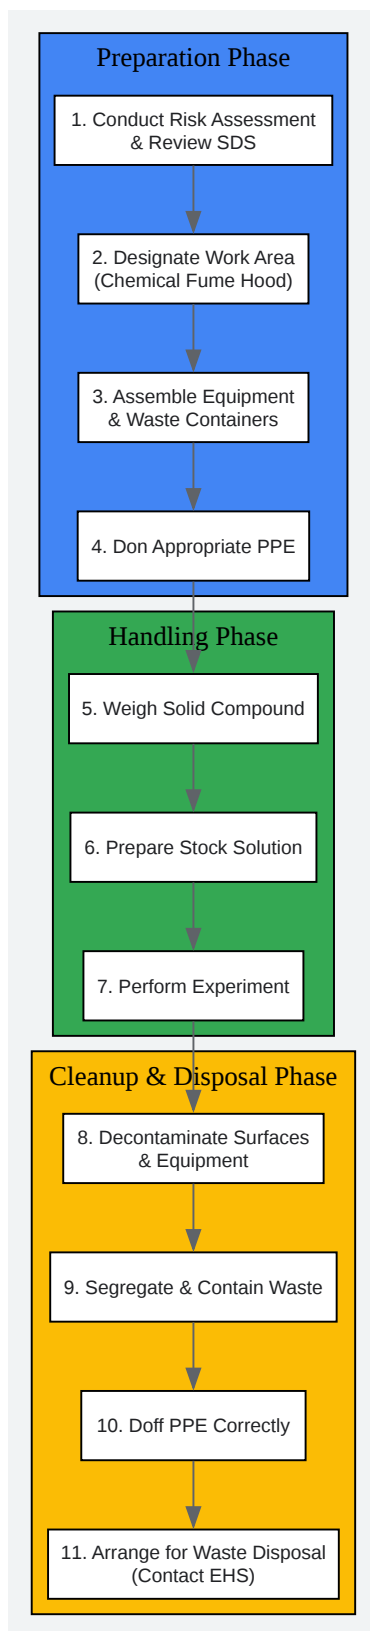 Preparation Phase
1. Conduct Risk Assessment
& Review SDS
2. Designate Work Area
(Chemical Fume Hood)
3. Assemble Equipment
& Waste Containers
4. Don Appropriate PPE
Handling Phase
5. Weigh Solid Compound
6. Prepare Stock Solution
7. Perform Experiment
Cleanup & Disposal Phase
8. Decontaminate Surfaces
& Equipment
9. Segregate & Contain Waste
10. Doff PPE Correctly
11. Arrange for Waste Disposal
(Contact EHS)